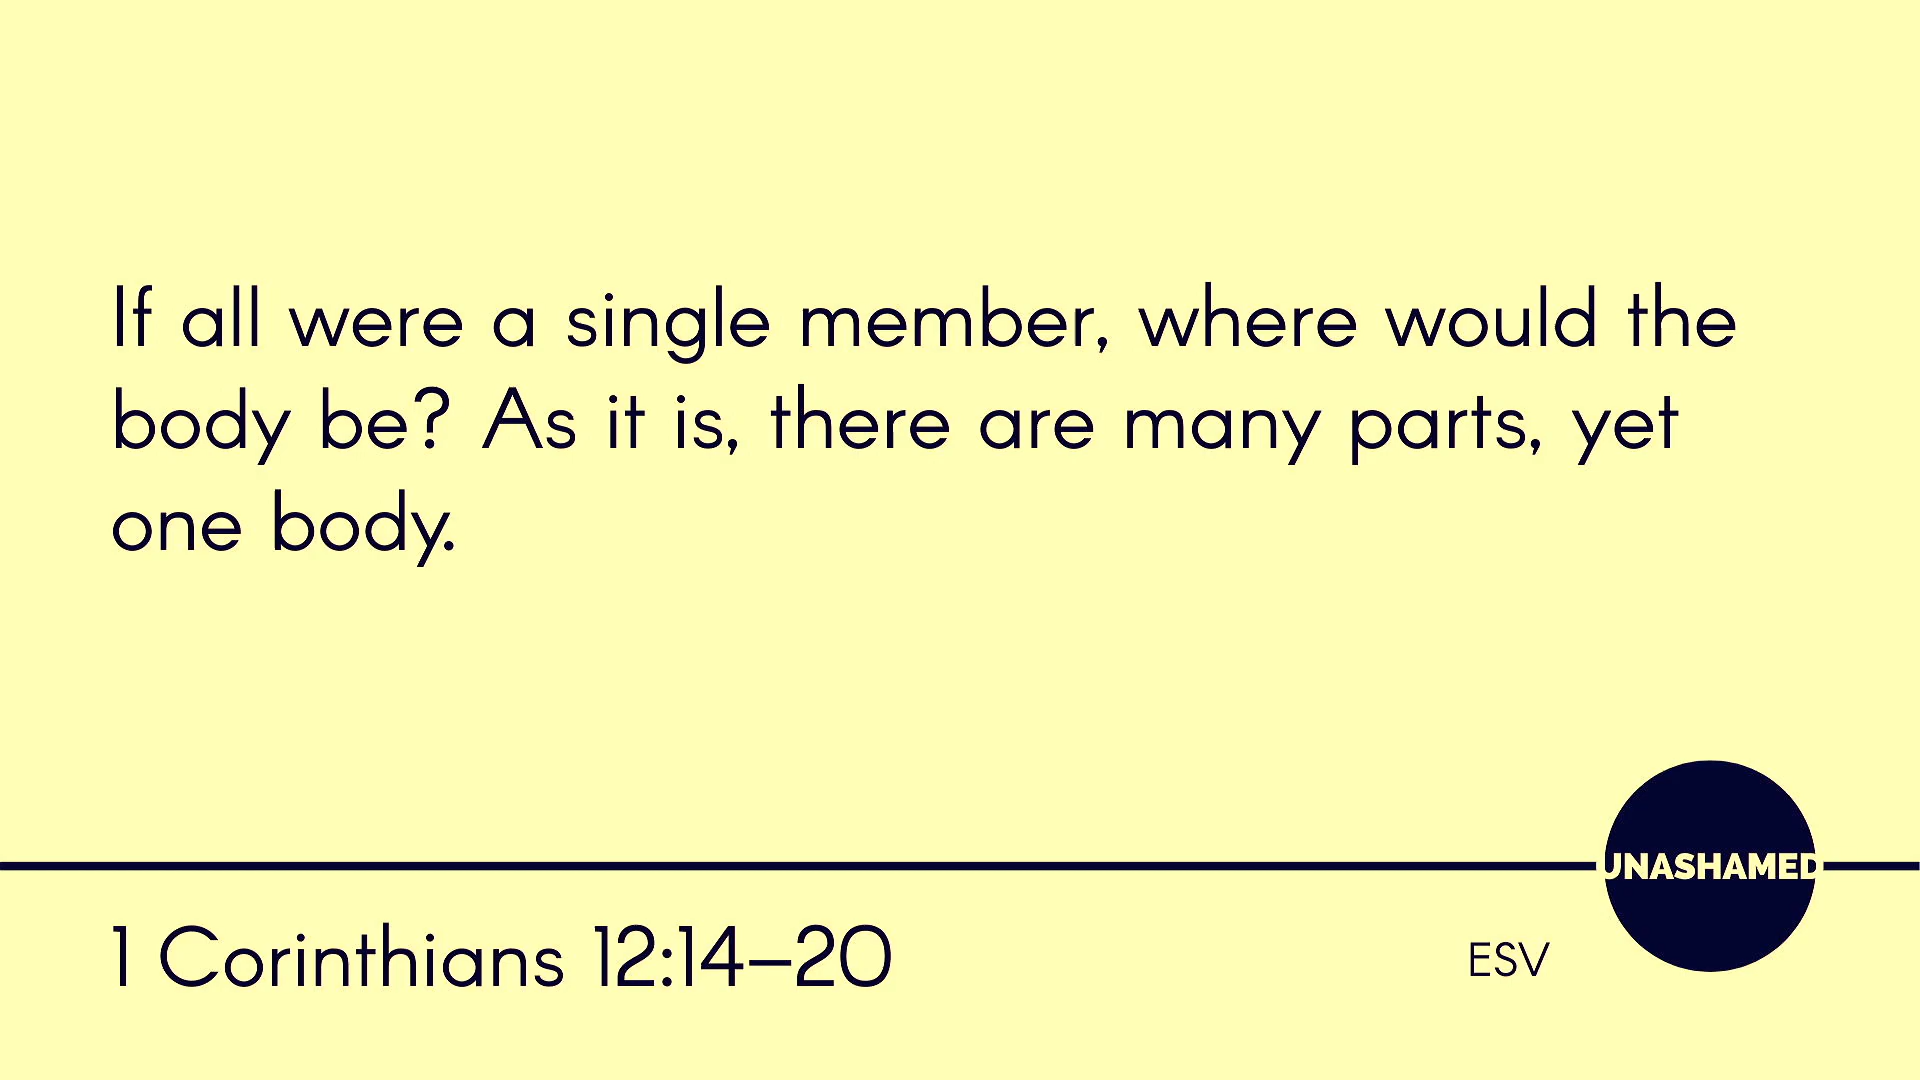 If all were a single member, where would the
body be? As it is, there are many parts, yet
one body.
UNASHAMED
1 Corinthians 12:14–20
ESV